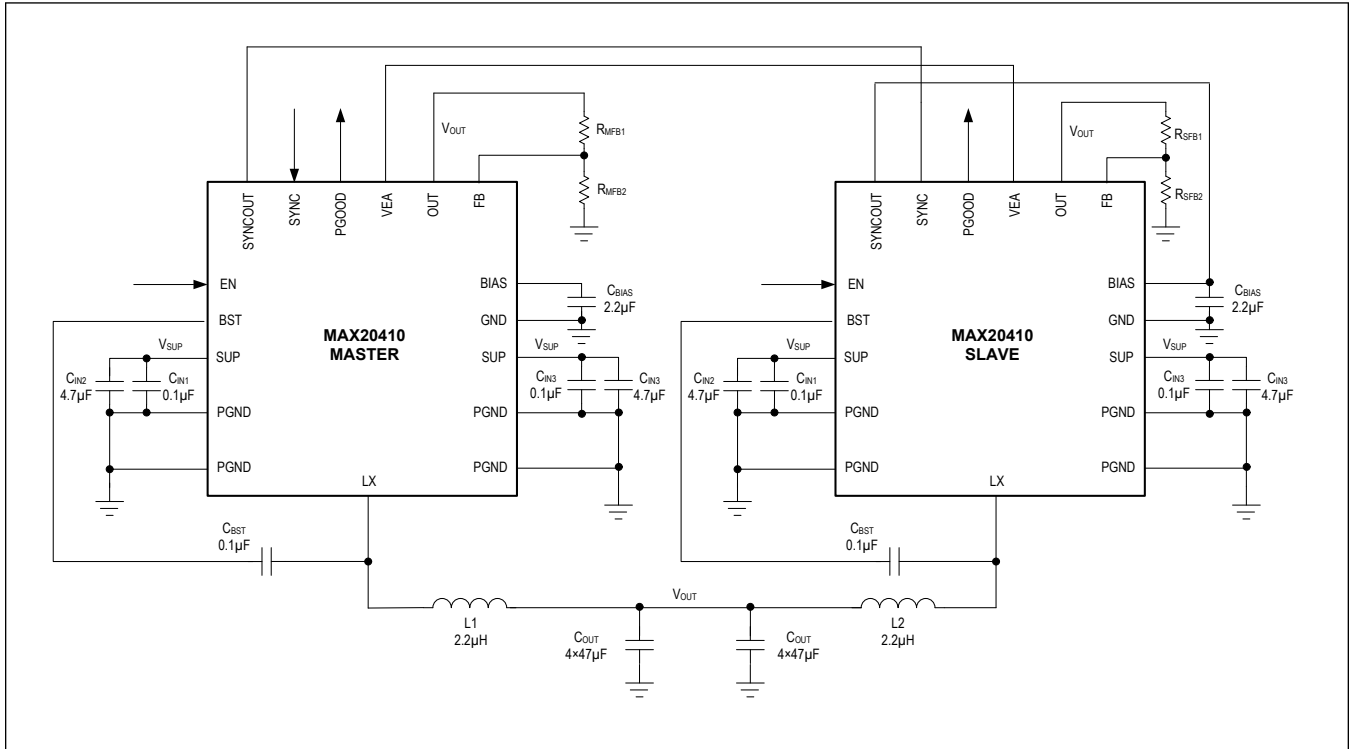 VOUT
RMFB1
RMFB2
SYNCOUT
SYNC
PGOOD
VEA
OUT
FB
EN
BST
VSUP
SUP
CIN2
4.7µF
CIN1
0.1µF
PGND
PGND
MAX20410
MASTER
BIAS
GND
SUP
PGND
PGND
LX
CBIAS
2.2µF
VSUP
CIN3
0.1µF
CIN3
4.7µF
CBST
0.1µF
VOUT
RSFB1
RSFB2
SYNCOUT
SYNC
PGOOD
VEA
OUT
FB
EN
BST
VSUP
SUP
CIN2
4.7µF
CIN1
0.1µF
PGND
PGND
MAX20410
SLAVE
BIAS
GND
SUP
PGND
PGND
LX
CBIAS
2.2µF
VSUP
CIN3
0.1µF
CIN3
4.7µF
CBST
0.1µF
L1
2.2µH
VOUT
COUT
4×47µF
COUT
4×47µF
L2
2.2µH